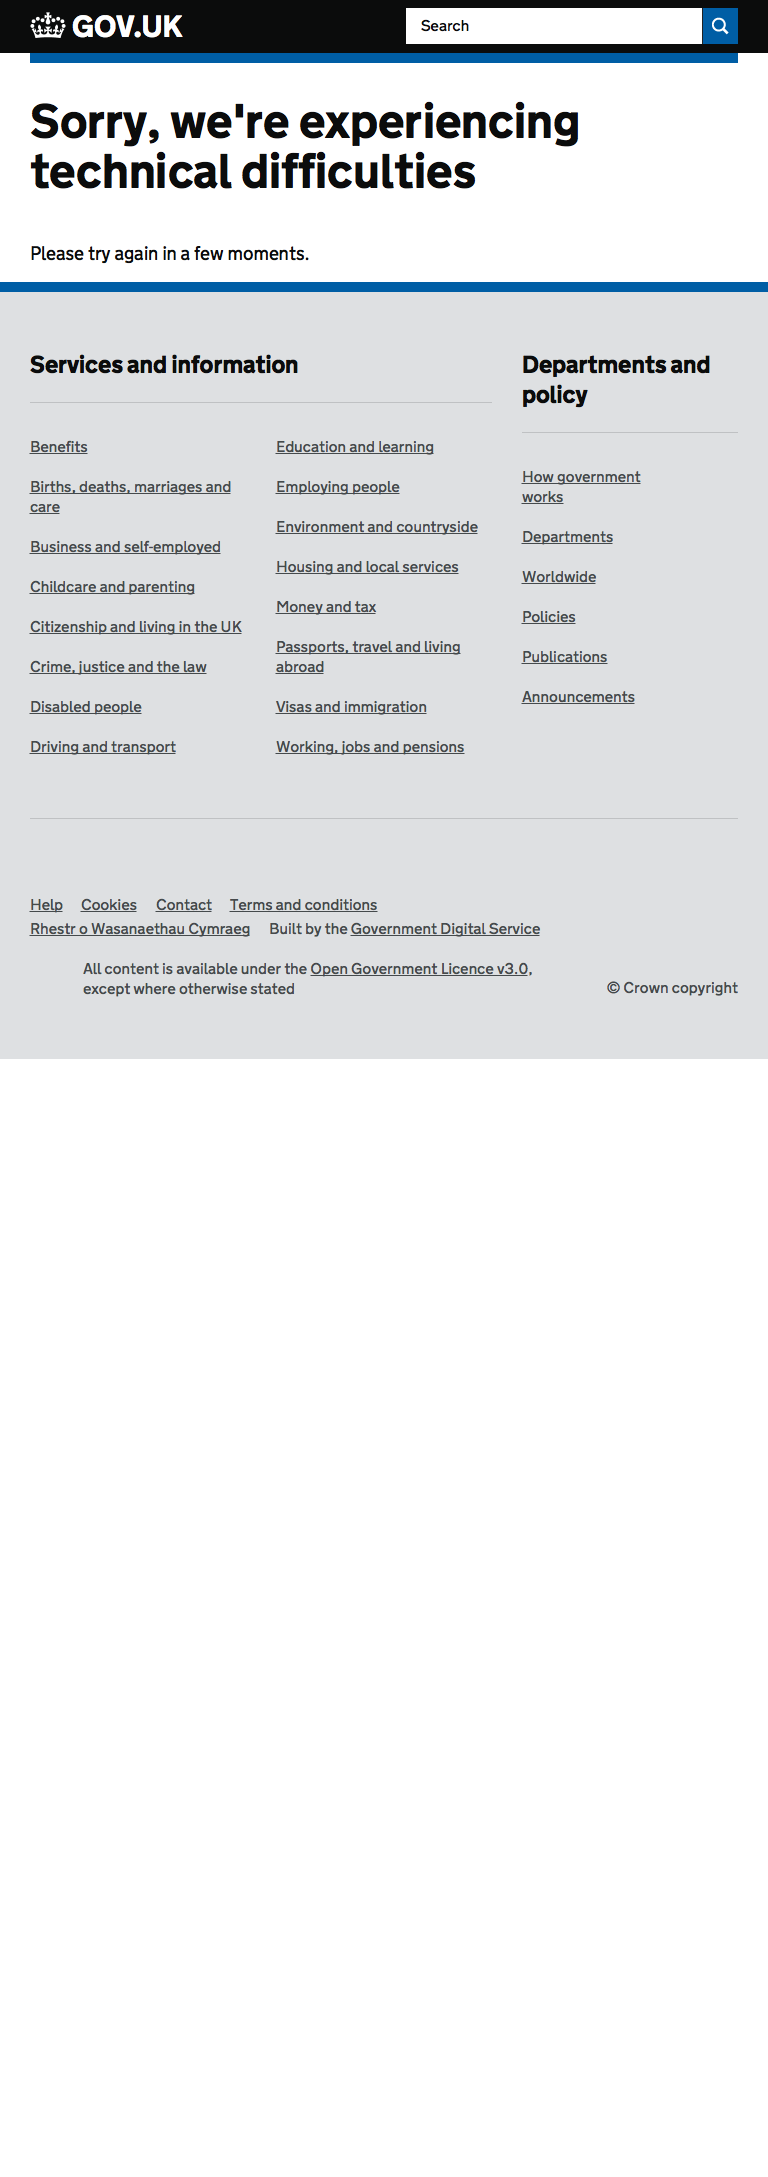 GOV.UK
Search
Sorry, we're experiencing
technical difficulties
Please try again in a few moments.
Services and information
Benefits
Births, deaths, marriages and
care
Business and self-employed
Childcare and parenting
Citizenship and living in the UK
Crime, justice and the law
Disabled people
Driving and transport
Education and learning
Employing people
Environment and countryside
Housing and local services
Money and tax
Passports, travel and living
abroad
Visas and immigration
Working, jobs and pensions
Departments and
policy
How government
works
Departments
Worldwide
Policies
Publications
Announcements
Help Cookies Contact Terms and conditions
Rhestr o Wasanaethau Cymraeg Built by the Government Digital Service
All content is available under the Open Government Licence v3.0,
except where otherwise stated
© Crown copyright